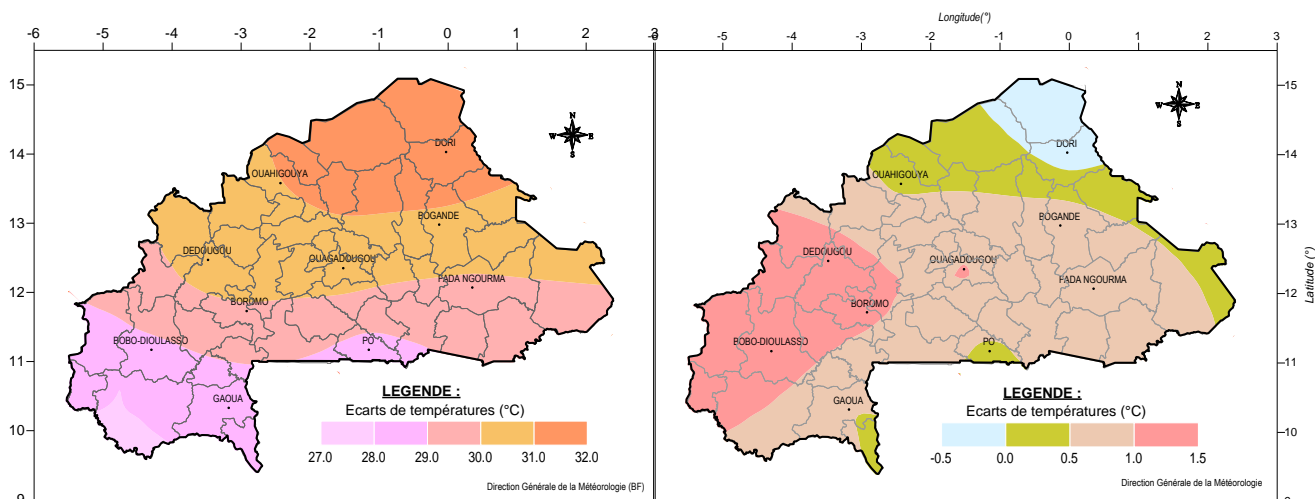 -6 -5 -4 -3 -2 -1 0 1 2 3
15
14
13
12
11
10
9
N
W E
S
DORI
OUAHIGOUYA
BOGANDE
DEDOUGOU
OUAGADOUGOU
FADA NGOURMA
BOROMO
BOBO-DIOULASSO
PO
GAOUA
LEGENDE :
Ecarts de températures (°C)
27.0 28.0 29.0 30.0 31.0 32.0
Direction Générale de la Météorologie (BF)
Longitude(°)
-5 -4 -3 -2 -1 0 1 2 3
15
14
13
12
11
10
Latitude (°)
N
W E
S
DORI
OUAHIGOUYA
BOGANDE
DEDOUGOU
OUAGADOUGOU
FADA NGOURMA
BOROMO
BOBO-DIOULASSO
PO
GAOUA
LEGENDE :
Ecarts de températures (°C)
-0.5 0.0 0.5 1.0 1.5
Direction Générale de la Météorologie